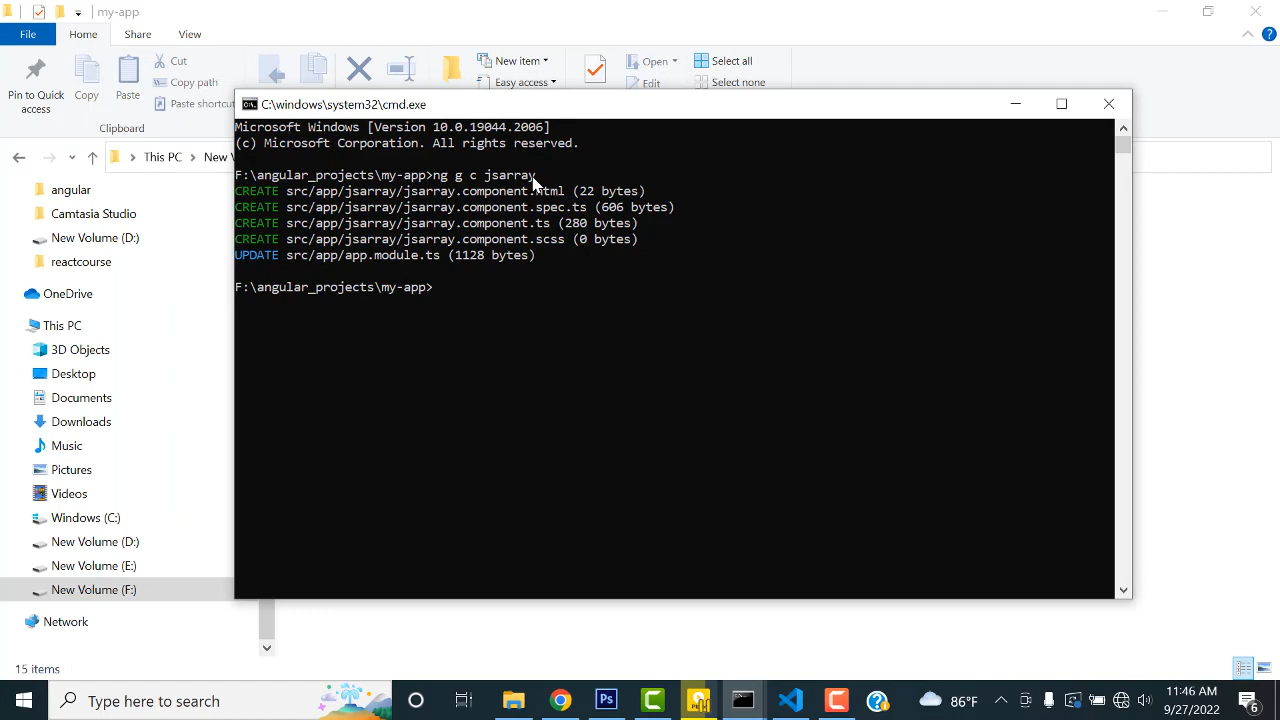 my-app
File
Home
Share
View
Pin to Quick
access
Copy
Paste
Cut
Copy path
Paste shortcu
Clipboard
New item
Easy access
Open
Edit
Select all
Select none
This PC
New V
C:\windows\system32\cmd.exe
Microsoft Windows [Version 10.0.19044.2006]
(c) Microsoft Corporation. All rights reserved.
F:\angular_projects\my-app>ng g c jsarray
CREATE src/app/jsarray/jsarray.component.html (22 bytes)
CREATE src/app/jsarray/jsarray.component.spec.ts (606 bytes)
CREATE src/app/jsarray/jsarray.component.ts (280 bytes)
CREATE src/app/jsarray/jsarray.component.scss (0 bytes)
UPDATE src/app/app.module.ts (1128 bytes)
F:\angular_projects\my-app>
angular
Camtasia Studio
New Volume (D:)
reactcourse
OneDrive
This PC
3D Objects
Desktop
Documents
Downloads
Music
Pictures
Videos
Windows (C:)
New Volume (D:)
New Volume (E:)
New Volume (F:)
Network
15 items
Type here to search
Ps
86°F
11:46 AM
9/27/2022
6